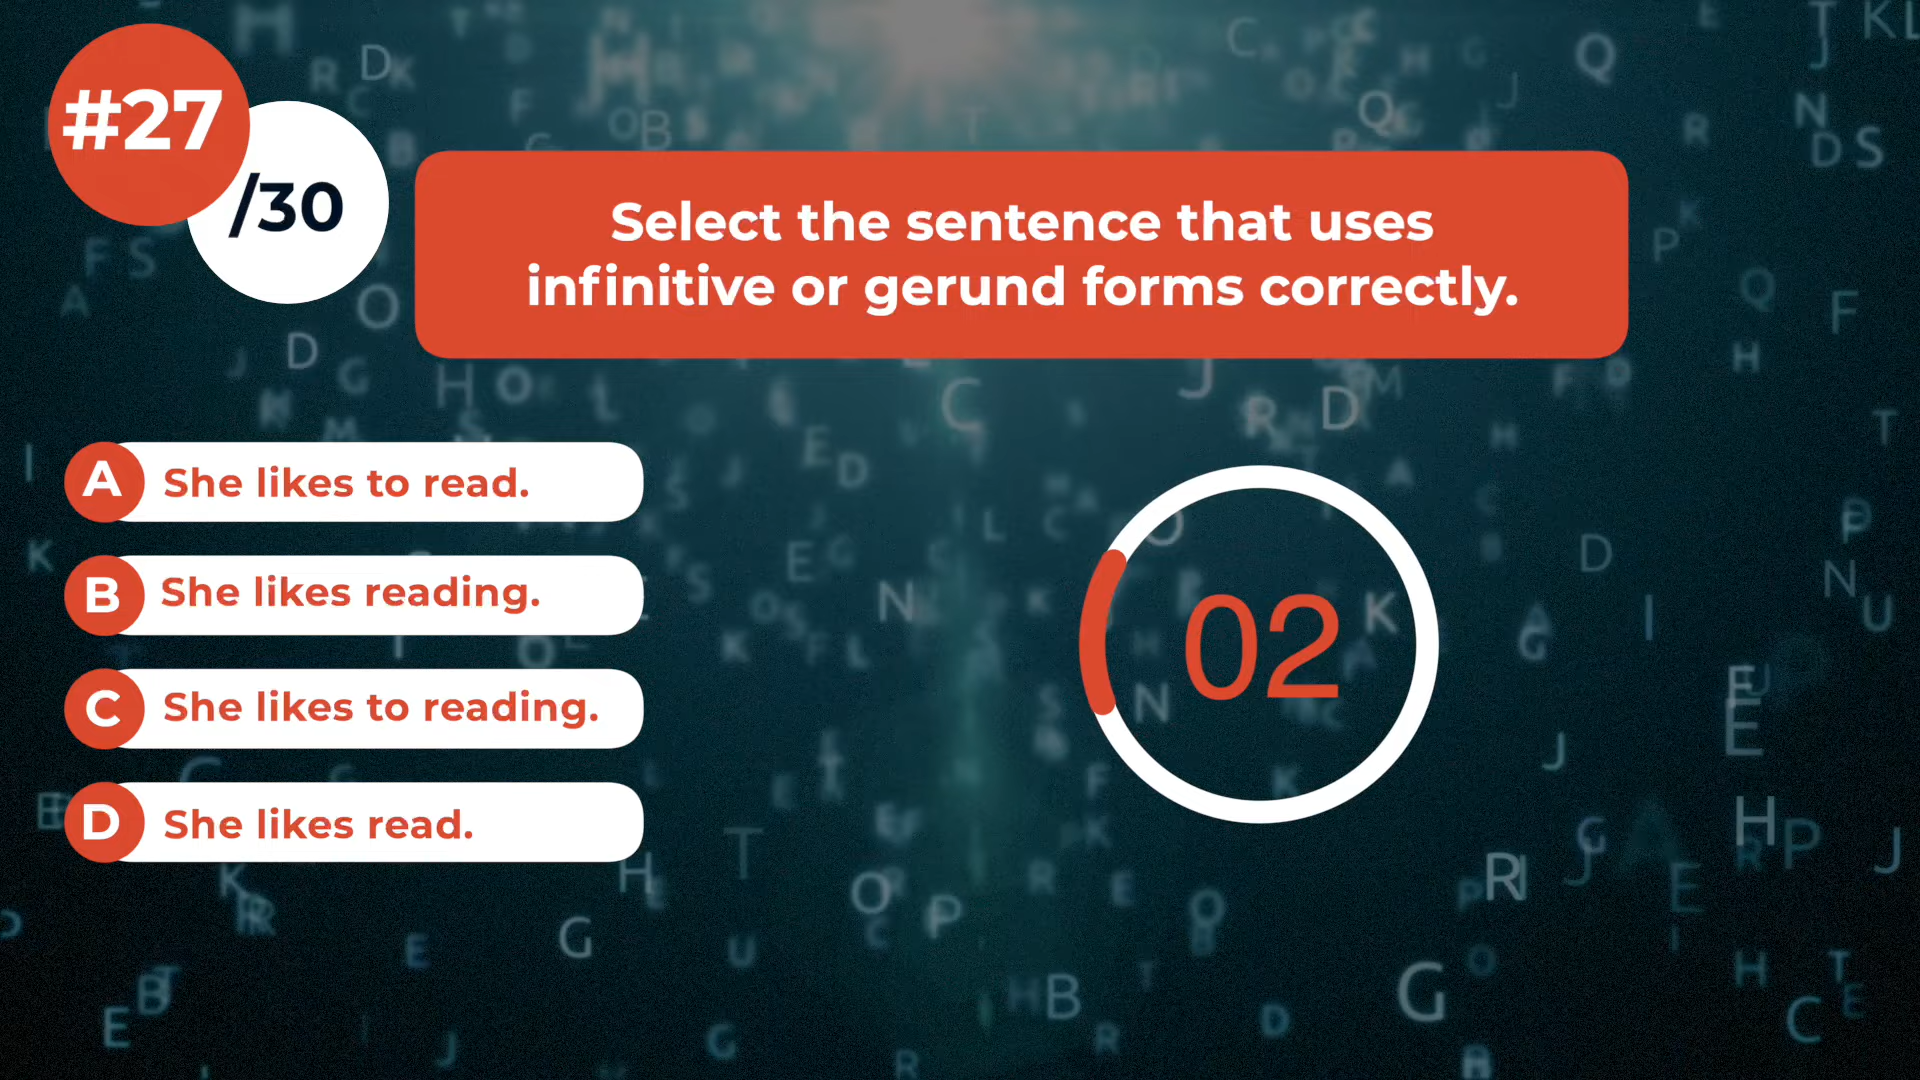 #27
/30
Select the sentence that uses
infinitive or gerund forms correctly.
A She likes to read.
B She likes reading.
C She likes to reading.
D She likes read.
02